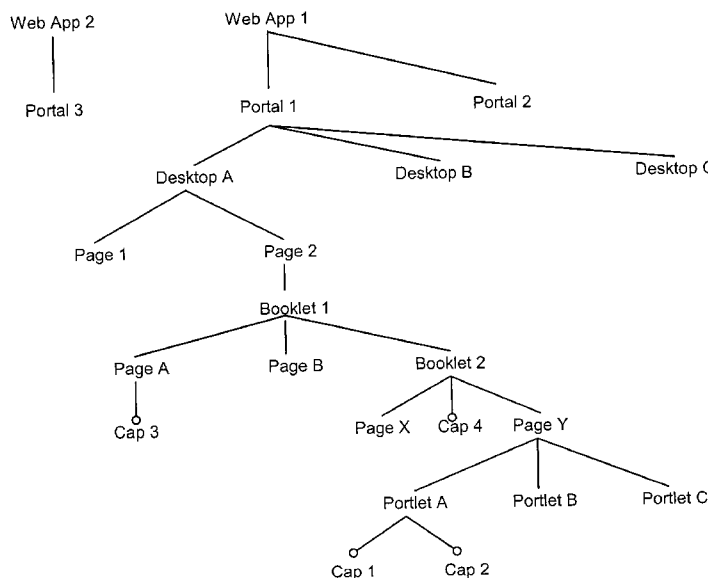 Web App 2
Web App 1
Portal 3
Portal 1
Portal 2
Desktop A
Desktop B
Desktop C
Page 1
Page 2
Booklet 1
Page A
Page B
Booklet 2
Cap 3
Page X
Cap 4
Page Y
Portlet A
Portlet B
Portlet C
Cap 1
Cap 2